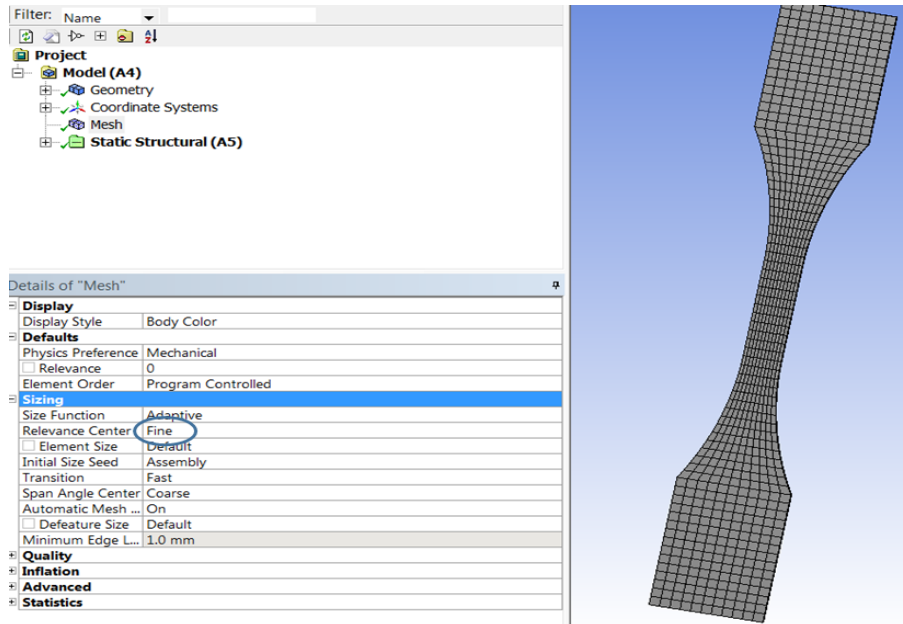 Filter: Name
Project
Model (A4)
Geometry
Coordinate Systems
Mesh
Static Structural (A5)
Details of "Mesh"
Display
Display Style Body Color
Defaults
Physics Preference Mechanical
Relevance 0
Element Order Program Controlled
Sizing
Size Function Adaptive
Relevance Center Fine
Element Size Default
Initial Size Seed Assembly
Transition Fast
Span Angle Center Coarse
Automatic Mesh ... On
Defeature Size Default
Minimum Edge L... 1.0 mm
Quality
Inflation
Advanced
Statistics